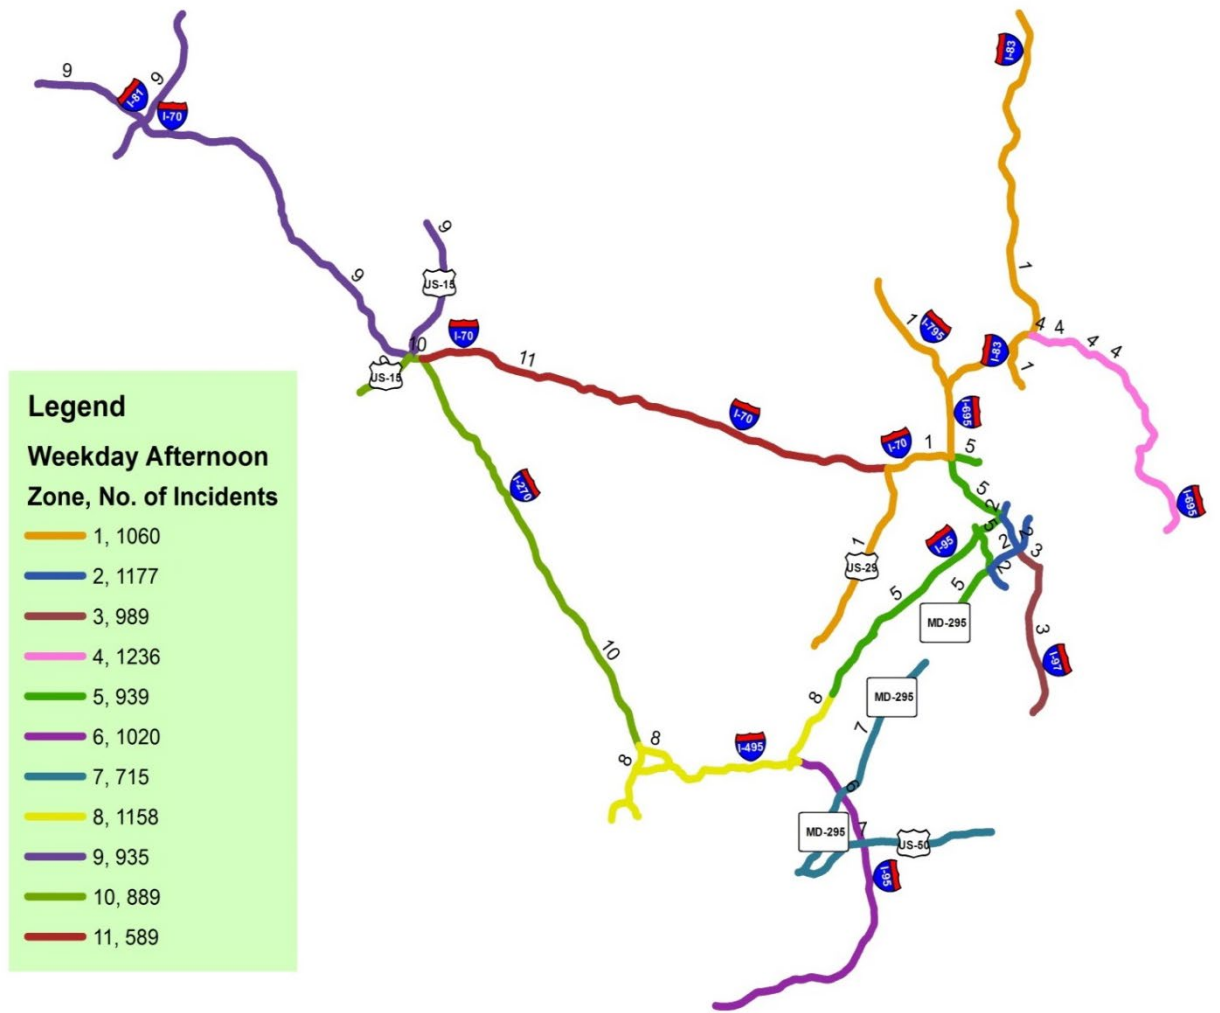 9
9
I-81
I-70
9
9
US-15
10
I-70
9
US-15
11
I-70
I-270
10
I-83
1
4
4
4
4
1
I-795
I-83
1
I-695
I-70
1
5
5
2
I-695
5
2
2
2
3
I-95
1
US-29
5
5
MD-295
3
I-97
MD-295
7
8
8
8
I-495
6
MD-295
7
US-50
I-95
Legend
Weekday Afternoon
Zone, No. of Incidents
1, 1060
2, 1177
3, 989
4, 1236
5, 939
6, 1020
7, 715
8, 1158
9, 935
10, 889
11, 589